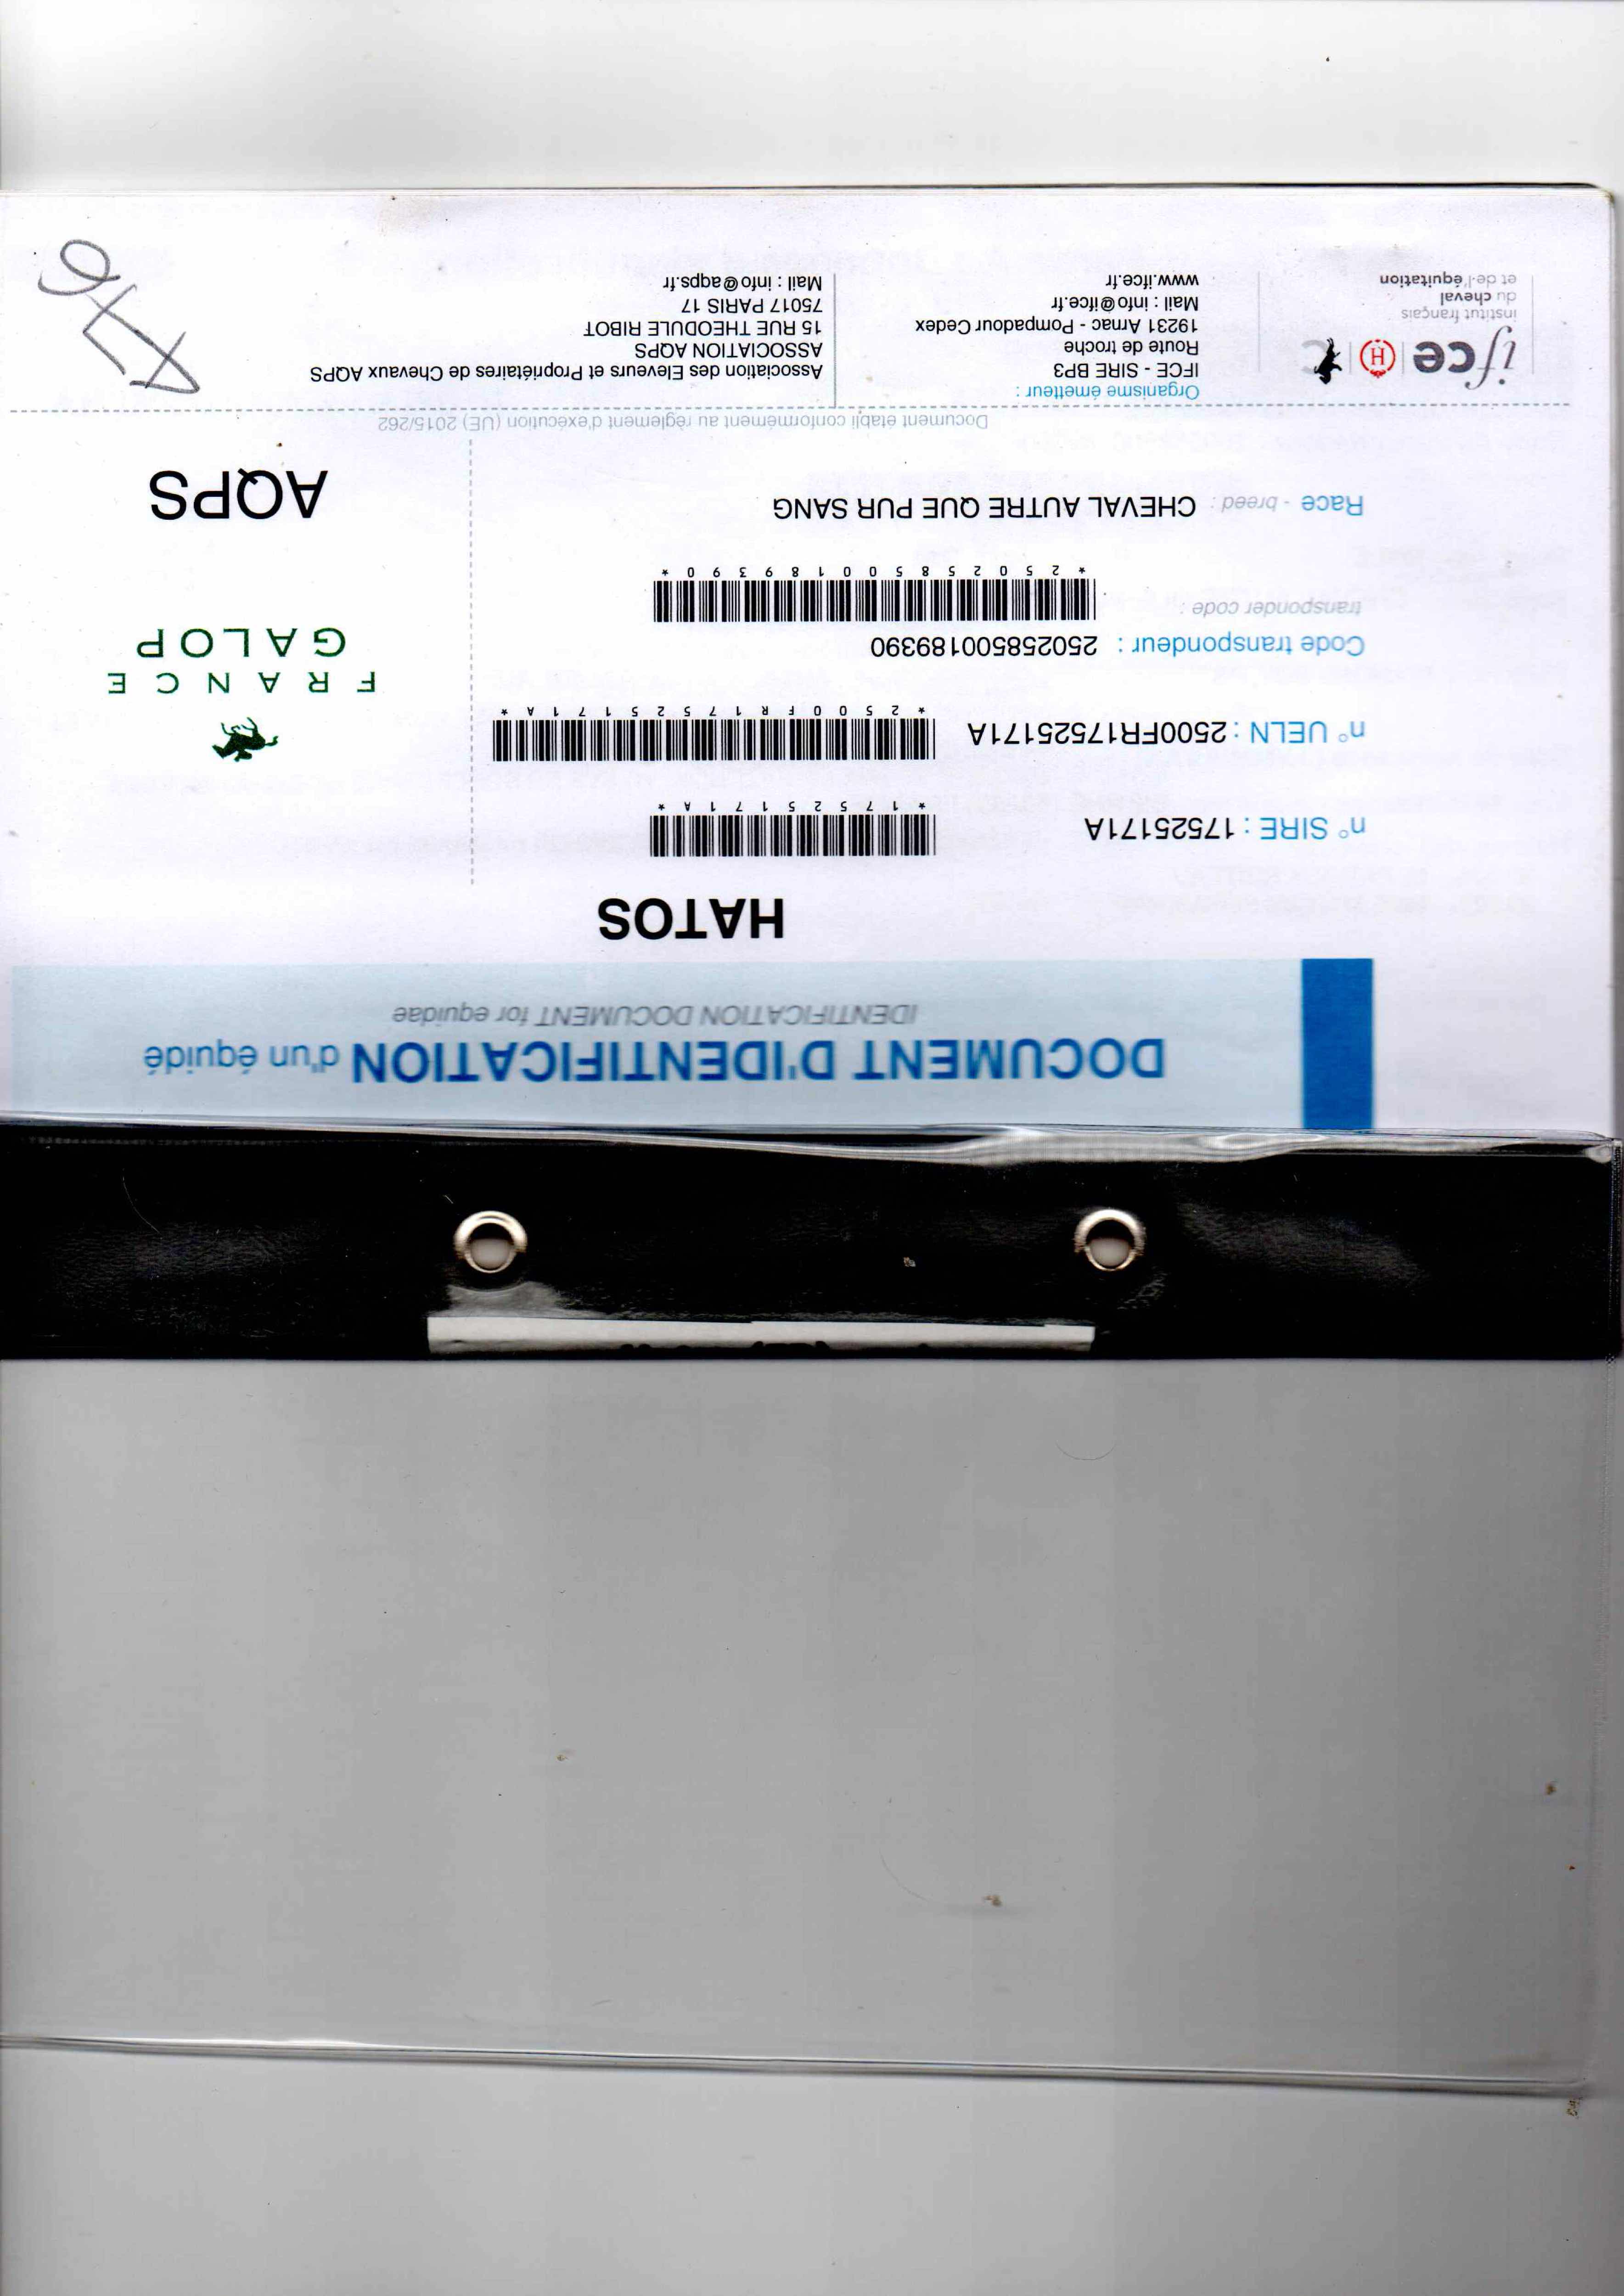 DOCUMENT D'IDENTIFICATION d'un équidé
IDENTIFICATION DOCUMENT for equidae
HATOS
n° SIRE : 17525171A
*17525171A*
n° UELN : 2500FR17525171A
*2500FR17525171A*
FRANCE
GALOP
Code transpondeur : 250258500189390
transponder code :
*250258500189390*
Race - breed : CHEVAL AUTRE QUE PUR SANG
AQPS
Document établi conformément au règlement d'exécution (UE) 2015/262
ifce
institut français
du cheval
et de l'équitation
Organisme émetteur :
IFCE - SIRE BP3
Route de troche
19231 Arnac - Pompadour Cedex
Mail : info@ifce.fr
www.ifce.fr
Association des Eleveurs et Propriétaires de Chevaux AQPS
ASSOCIATION AQPS
15 RUE THEODULE RIBOT
75017 PARIS 17
Mail : info@aqps.fr